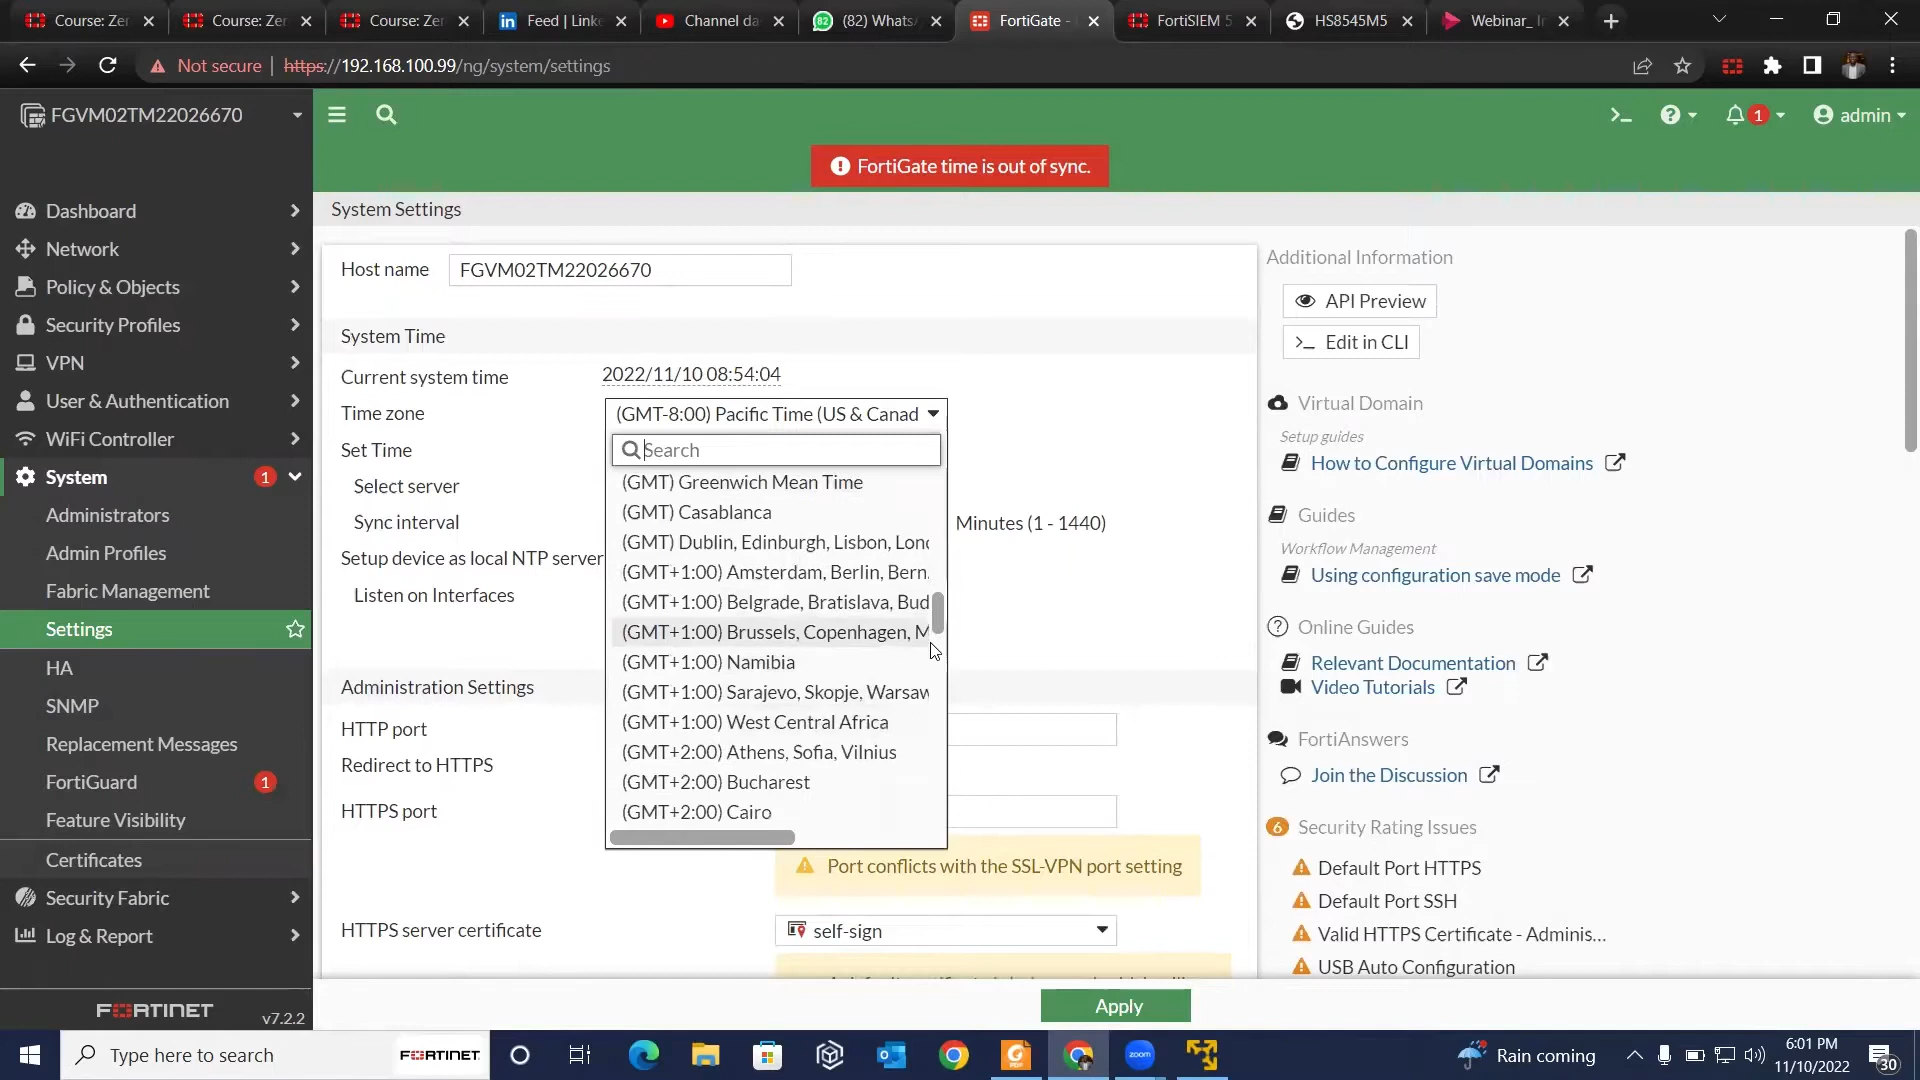 Course: Zer
Course: Zer
Course: Zer
Feed | Linke
Channel da
(82) Whats
FortiGate -
FortiSIEM 5
HS8545M5
Webinar_ In
Not secure | https://192.168.100.99/ng/system/settings
FGVM02TM22026670
1
admin
FortiGate time is out of sync.
Dashboard
Network
Policy & Objects
Security Profiles
VPN
User & Authentication
WiFi Controller
System 1
Administrators
Admin Profiles
Fabric Management
Settings
HA
SNMP
Replacement Messages
FortiGuard 1
Feature Visibility
Certificates
Security Fabric
Log & Report
FORTINET v7.2.2
System Settings
Host name FGVM02TM22026670
System Time
Current system time 2022/11/10 08:54:04
Time zone (GMT-8:00) Pacific Time (US & Canad
Set Time
Select server
Sync interval Minutes (1 - 1440)
Setup device as local NTP server
Listen on Interfaces
Search
(GMT) Greenwich Mean Time
(GMT) Casablanca
(GMT) Dublin, Edinburgh, Lisbon, Lond
(GMT+1:00) Amsterdam, Berlin, Bern.
(GMT+1:00) Belgrade, Bratislava, Bud
(GMT+1:00) Brussels, Copenhagen, M
(GMT+1:00) Namibia
(GMT+1:00) Sarajevo, Skopje, Warsaw
(GMT+1:00) West Central Africa
(GMT+2:00) Athens, Sofia, Vilnius
(GMT+2:00) Bucharest
(GMT+2:00) Cairo
Administration Settings
HTTP port
Redirect to HTTPS
HTTPS port
Port conflicts with the SSL-VPN port setting
HTTPS server certificate self-sign
Apply
Additional Information
API Preview
Edit in CLI
Virtual Domain
Setup guides
How to Configure Virtual Domains
Guides
Workflow Management
Using configuration save mode
Online Guides
Relevant Documentation
Video Tutorials
FortiAnswers
Join the Discussion
6 Security Rating Issues
Default Port HTTPS
Default Port SSH
Valid HTTPS Certificate - Adminis...
USB Auto Configuration
Type here to search
FORTINET
zoom
Rain coming
6:01 PM
11/10/2022
30